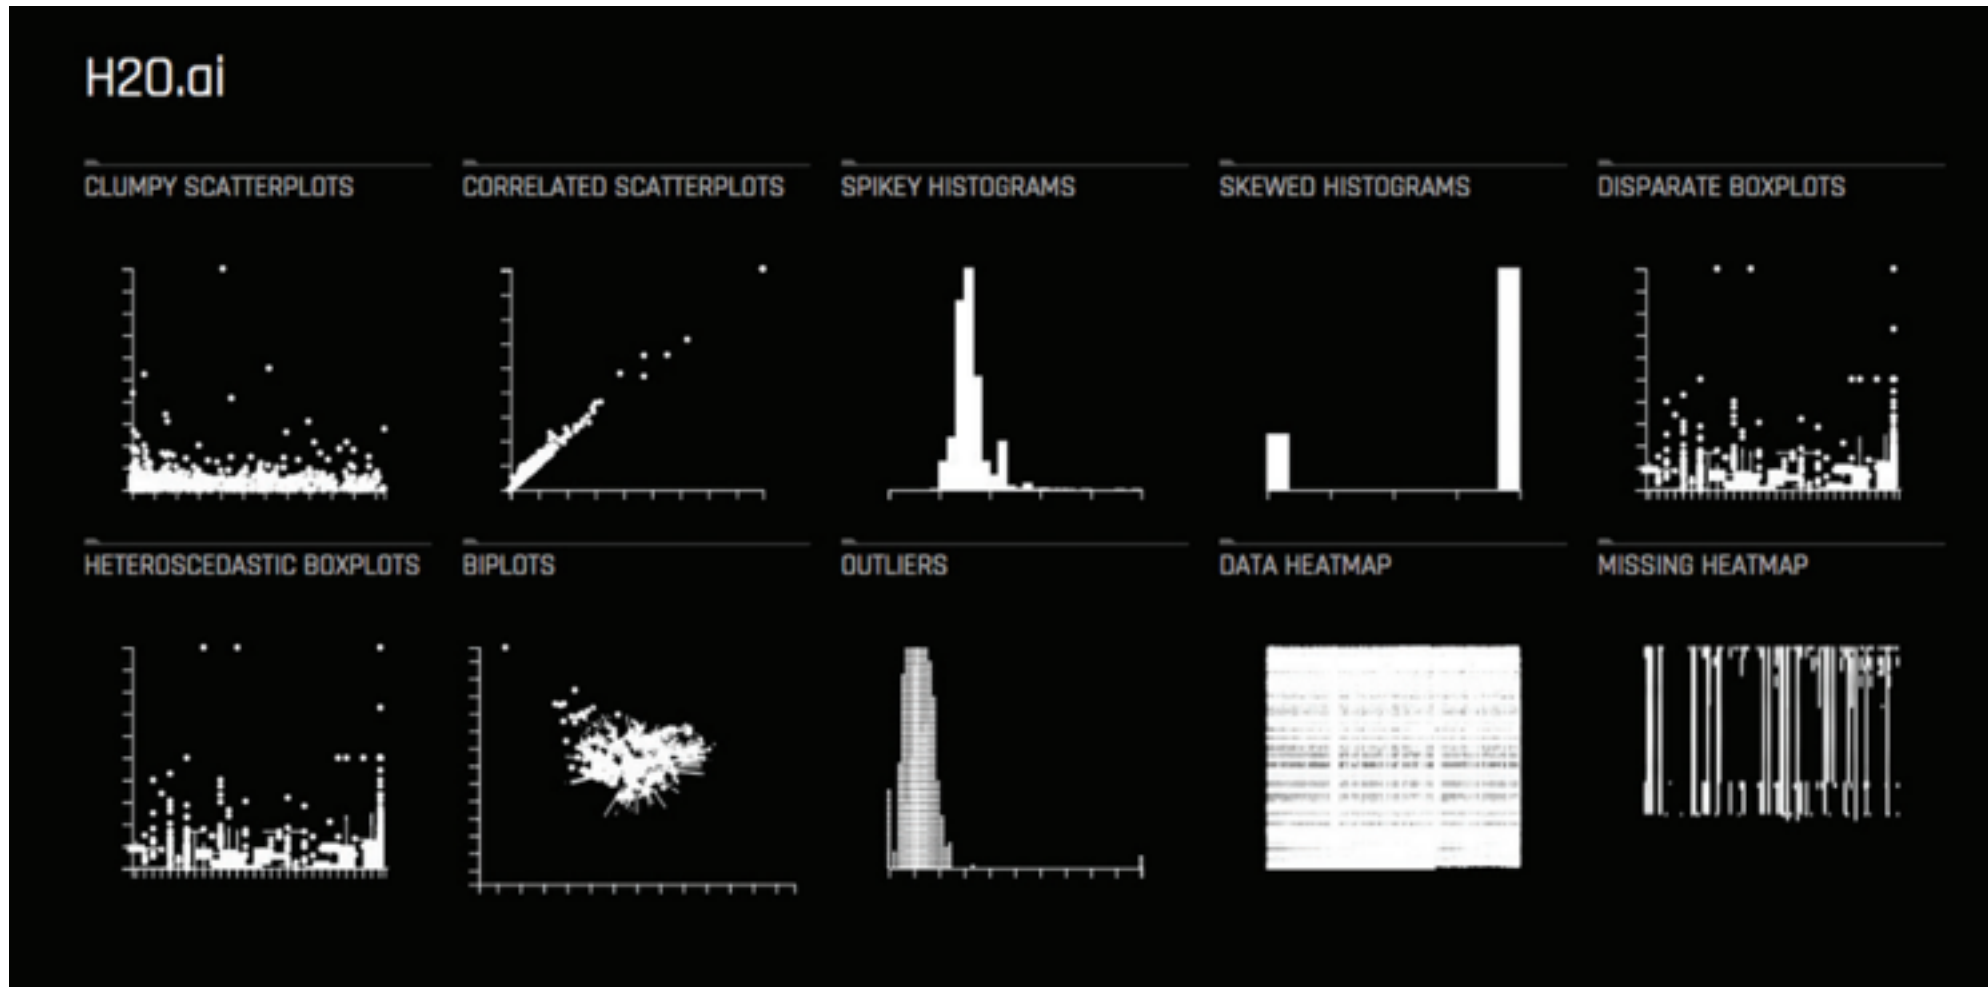 H2O.ai
CLUMPY SCATTERPLOTS
CORRELATED SCATTERPLOTS
SPIKEY HISTOGRAMS
SKEWED HISTOGRAMS
DISPARATE BOXPLOTS
HETEROSCEDASTIC BOXPLOTS
BIPLOTS
OUTLIERS
DATA HEATMAP
MISSING HEATMAP